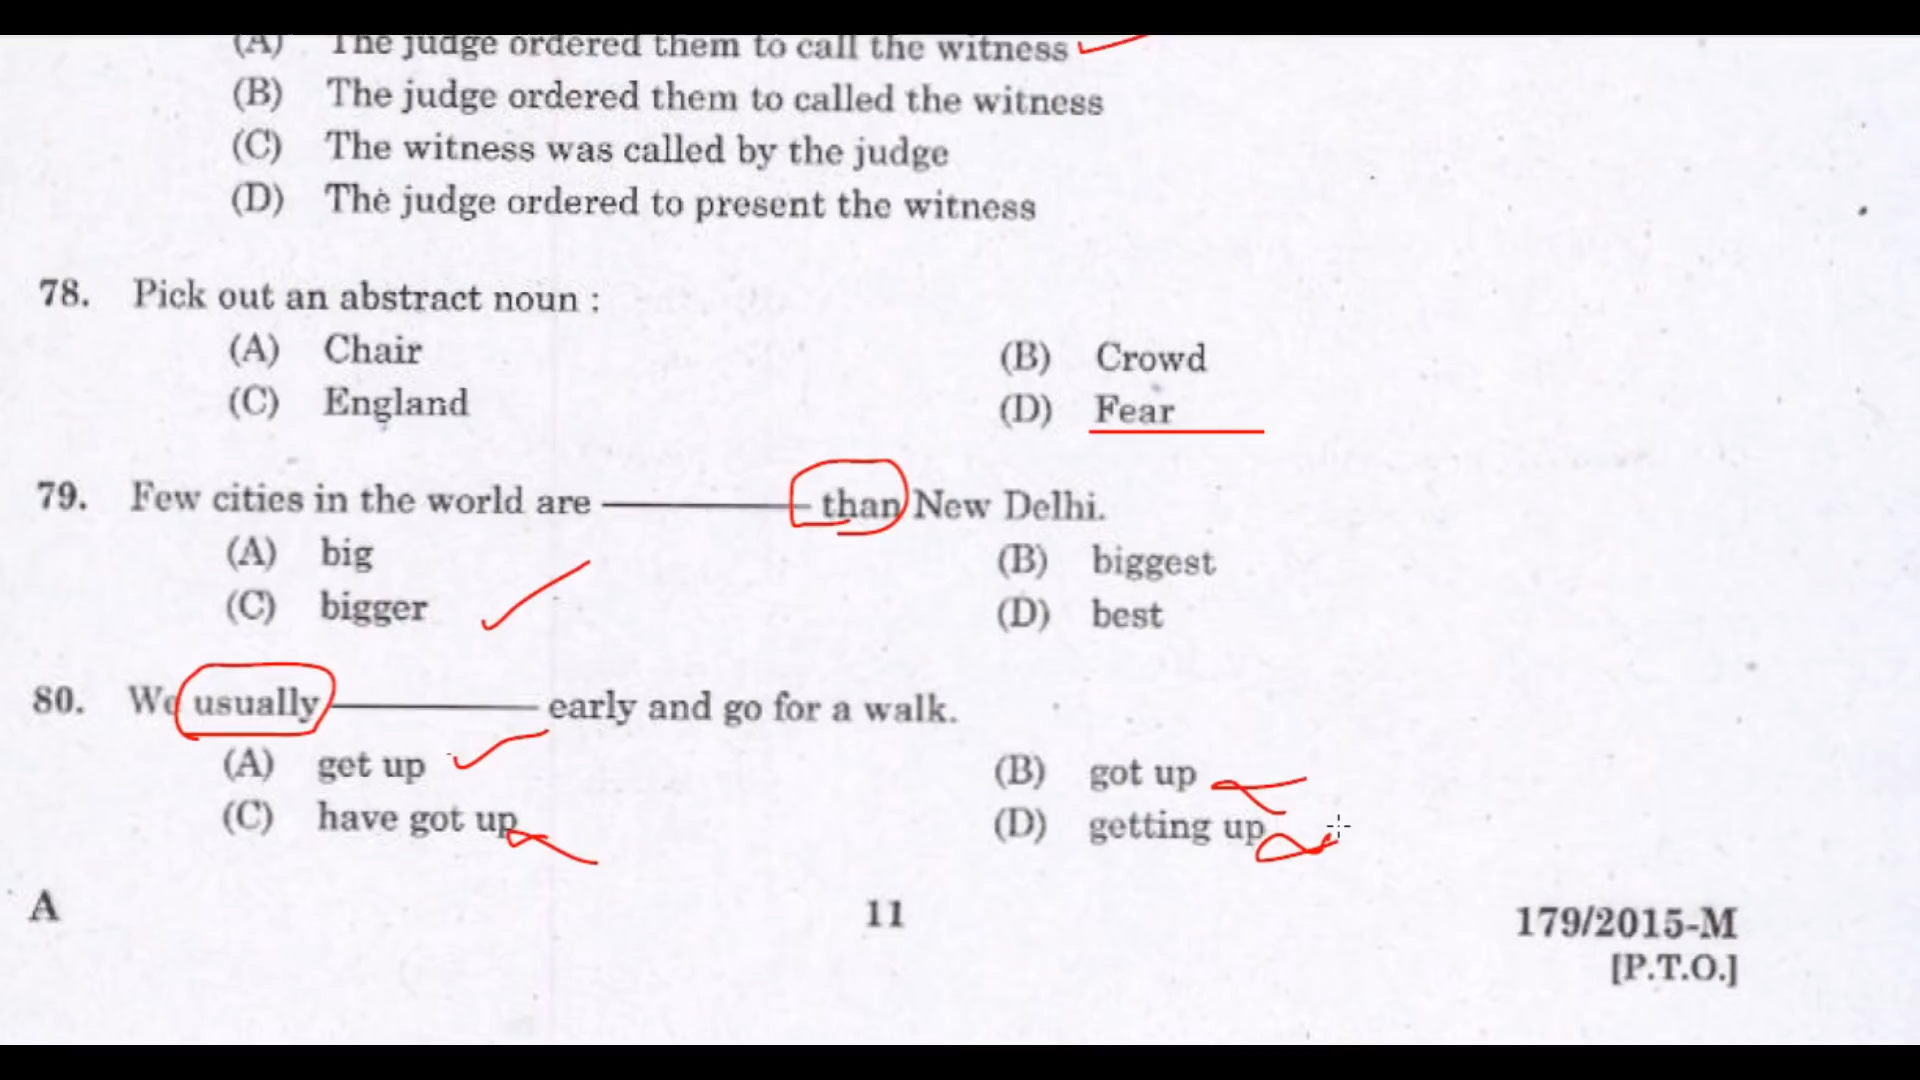 (A) The judge ordered them to call the witness
(B) The judge ordered them to called the witness
(C) The witness was called by the judge
(D) The judge ordered to present the witness
78. Pick out an abstract noun :
(A) Chair (B) Crowd
(C) England (D) Fear
79. Few cities in the world are ———— than New Delhi.
(A) big (B) biggest
(C) bigger (D) best
80. We usually ———— early and go for a walk.
(A) get up (B) got up
(C) have got up (D) getting up
A 11 179/2015-M
[P.T.O.]